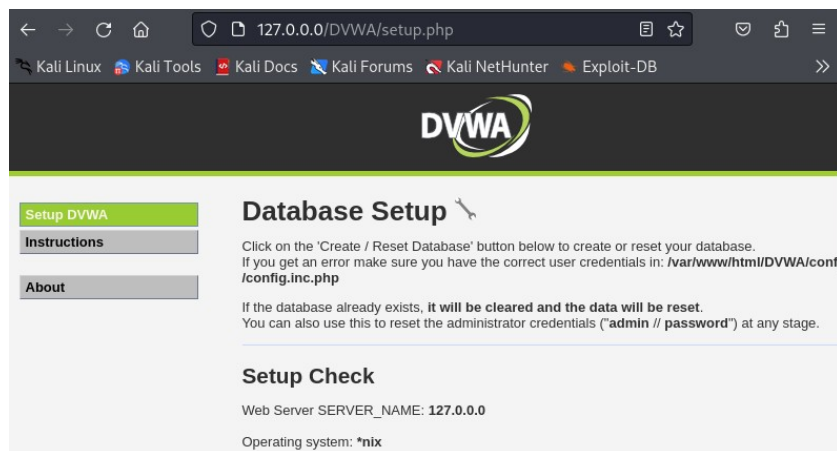 127.0.0.0/DVWA/setup.php
Kali Linux Kali Tools Kali Docs Kali Forums Kali NetHunter Exploit-DB
DVWA
Setup DVWA
Instructions
About
Database Setup
Click on the 'Create / Reset Database' button below to create or reset your database.
If you get an error make sure you have the correct user credentials in: /var/www/html/DVWA/conf
/config.inc.php
If the database already exists, it will be cleared and the data will be reset.
You can also use this to reset the administrator credentials ("admin // password") at any stage.
Setup Check
Web Server SERVER_NAME: 127.0.0.0
Operating system: *nix